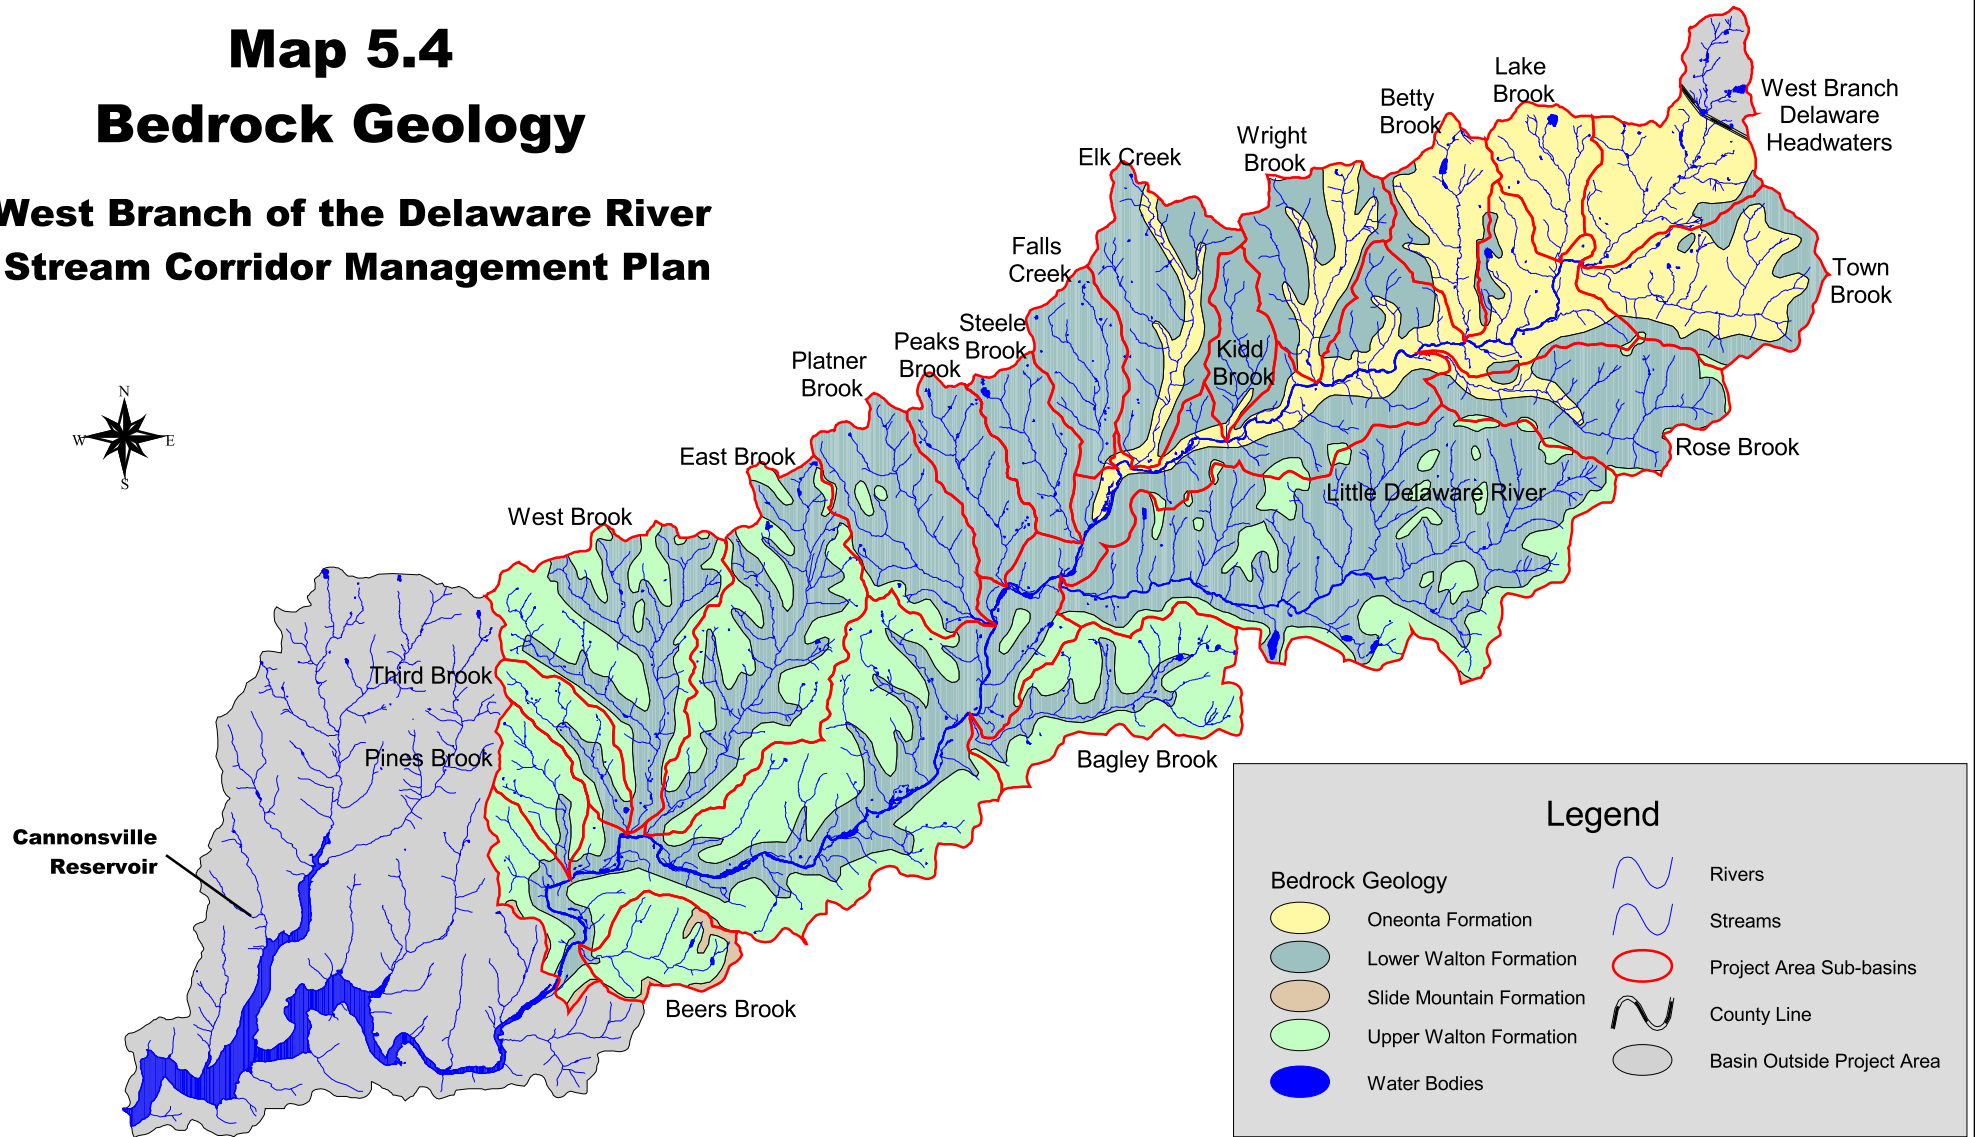 Map 5.4
Bedrock Geology
West Branch of the Delaware River
Stream Corridor Management Plan
Lake
Brook
Betty
Brook
West Branch
Delaware
Headwaters
Wright
Brook
Elk Creek
Falls
Creek
Town
Brook
Steele
Brook
Peaks
Brook
Platner
Brook
Kidd
Brook
N
W
E
S
East Brook
Rose Brook
Little Delaware River
West Brook
Third Brook
Pines Brook
Bagley Brook
Cannonsville
Reservoir
Beers Brook
Legend
Bedrock Geology
Oneonta Formation
Lower Walton Formation
Slide Mountain Formation
Upper Walton Formation
Water Bodies
Rivers
Streams
Project Area Sub-basins
County Line
Basin Outside Project Area